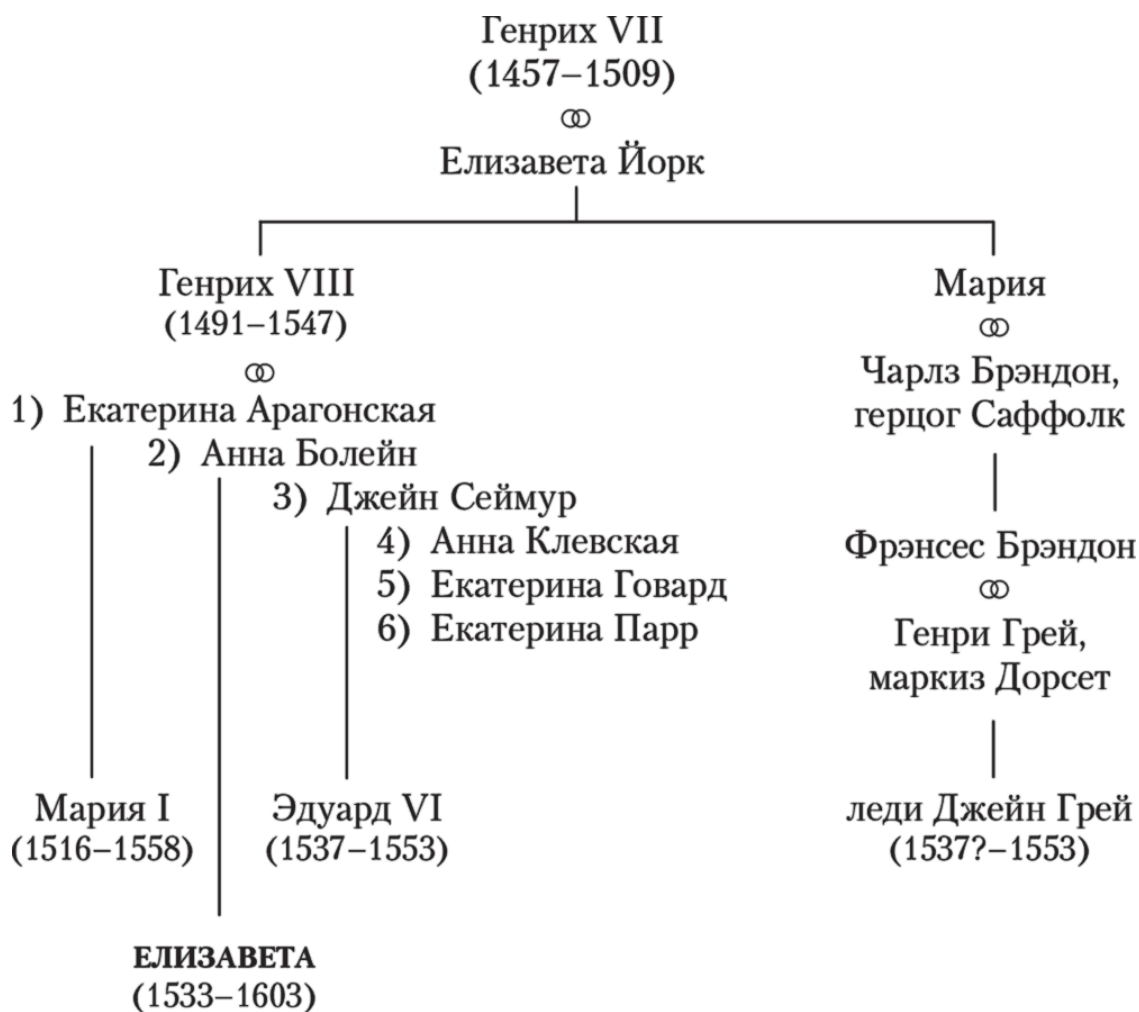 Генрих VII
(1457–1509)
Елизавета Йорк
Генрих VIII
(1491–1547)
Мария
1) Екатерина Арагонская
2) Анна Болейн
3) Джейн Сеймур
4) Анна Клевская
5) Екатерина Говард
6) Екатерина Парр
Чарлз Брэндон,
герцог Саффолк
Фрэнсес Брэндон
Генри Грей,
маркиз Дорсет
Мария I
(1516–1558)
Эдуард VI
(1537–1553)
леди Джейн Грей
(1537?–1553)
ЕЛИЗАВЕТА
(1533–1603)